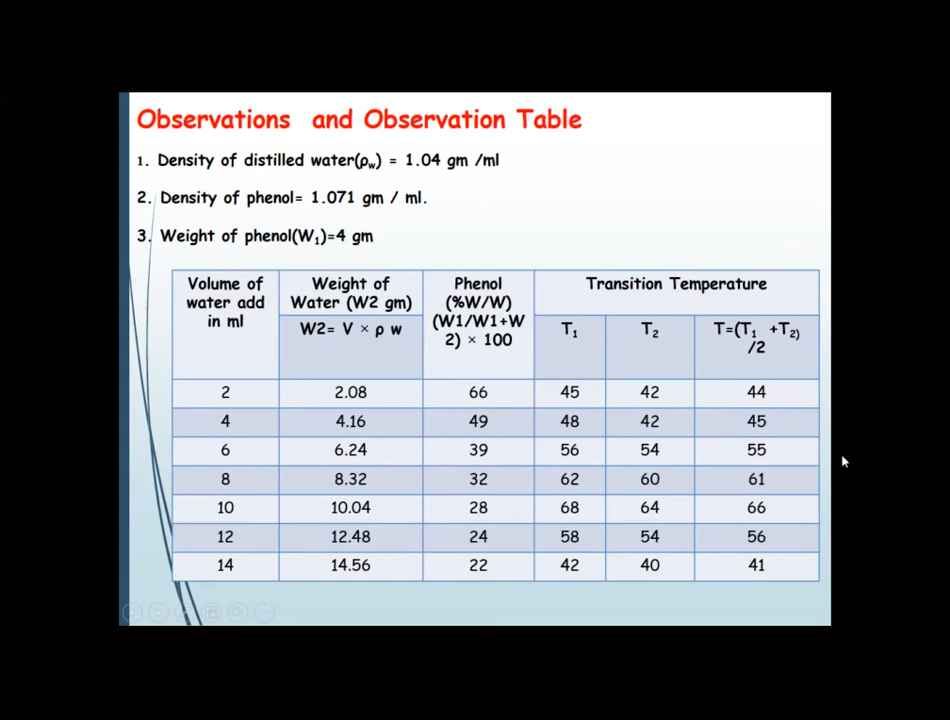 Observations and Observation Table
1. Density of distilled water(ρw) = 1.04 gm /ml
2. Density of phenol= 1.071 gm / ml.
3. Weight of phenol(W1)=4 gm
Volume of water add in ml | Weight of Water (W2 gm) | Phenol (%W/W) (W1/W1+W 2) × 100 | Transition Temperature
W2= V × ρ w | T1 | T2 | T=(T1 +T2) /2
2 | 2.08 | 66 | 45 | 42 | 44
4 | 4.16 | 49 | 48 | 42 | 45
6 | 6.24 | 39 | 56 | 54 | 55
8 | 8.32 | 32 | 62 | 60 | 61
10 | 10.04 | 28 | 68 | 64 | 66
12 | 12.48 | 24 | 58 | 54 | 56
14 | 14.56 | 22 | 42 | 40 | 41